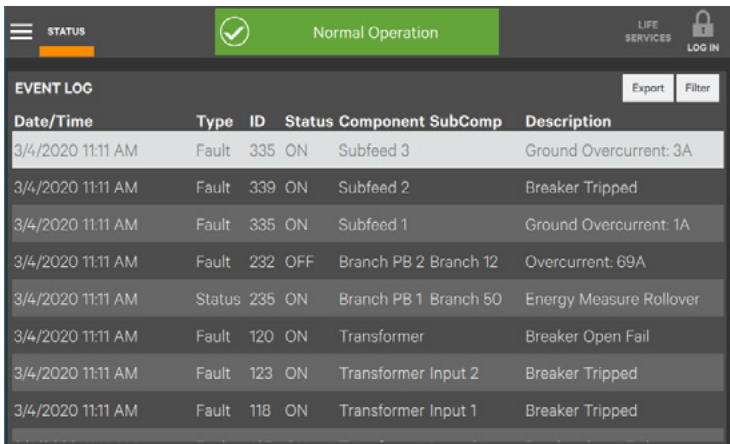 STATUS
Normal Operation
LIFE SERVICES
LOG IN
EVENT LOG
Export Filter
Date/Time Type ID Status Component SubComp Description
3/4/2020 11:11 AM Fault 335 ON Subfeed 3 Ground Overcurrent: 3A
3/4/2020 11:11 AM Fault 339 ON Subfeed 2 Breaker Tripped
3/4/2020 11:11 AM Fault 335 ON Subfeed 1 Ground Overcurrent: 1A
3/4/2020 11:11 AM Fault 232 OFF Branch PB 2 Branch 12 Overcurrent: 69A
3/4/2020 11:11 AM Status 235 ON Branch PB 1 Branch 50 Energy Measure Rollover
3/4/2020 11:11 AM Fault 120 ON Transformer Breaker Open Fail
3/4/2020 11:11 AM Fault 123 ON Transformer Input 2 Breaker Tripped
3/4/2020 11:11 AM Fault 118 ON Transformer Input 1 Breaker Tripped